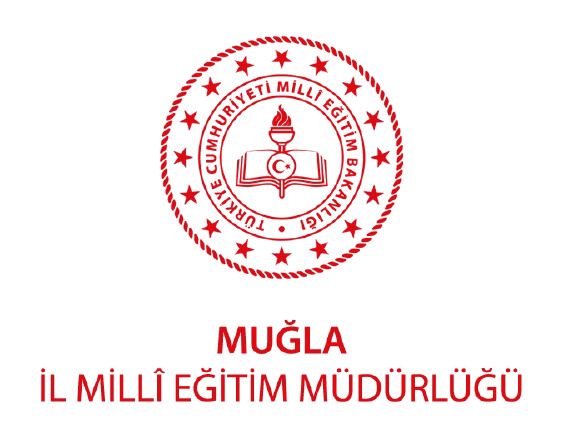 TÜRKİYE CUMHURİYETİ MİLLÎ EĞİTİM BAKANLIĞI
MUĞLA
İL MİLLÎ EĞİTİM MÜDÜRLÜĞÜ